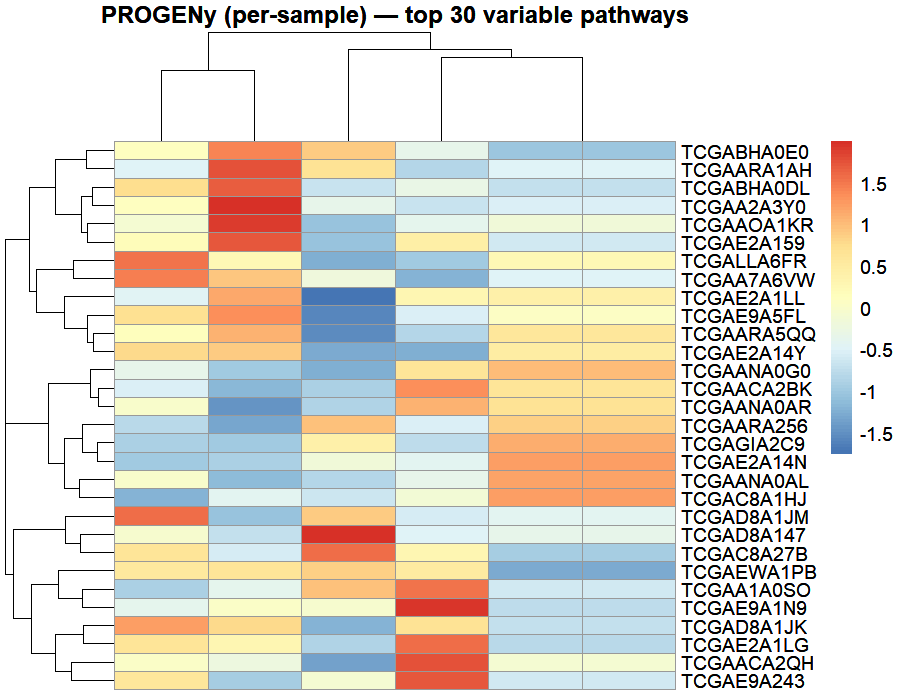 PROGENy (per-sample) — top 30 variable pathways
TCGABHA0E0
TCGAARA1AH
TCGABHA0DL
TCGAA2A3Y0
TCGAAOA1KR
TCGAE2A159
TCGALLA6FR
TCGAA7A6VW
TCGAE2A1LL
TCGAE9A5FL
TCGAARA5QQ
TCGAE2A14Y
TCGAANA0G0
TCGAACA2BK
TCGAANA0AR
TCGAARA256
TCGAGIA2C9
TCGAE2A14N
TCGAANA0AL
TCGAC8A1HJ
TCGAD8A1JM
TCGAD8A147
TCGAC8A27B
TCGAEWA1PB
TCGAA1A0SO
TCGAE9A1N9
TCGAD8A1JK
TCGAE2A1LG
TCGAACA2QH
TCGAE9A243
1.5
1
0.5
0
-0.5
-1
-1.5